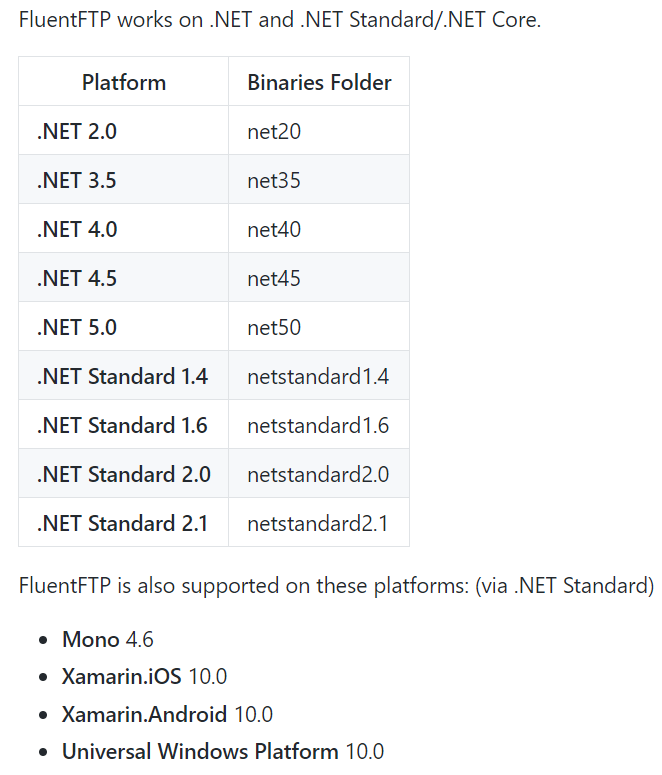 FluentFTP works on .NET and .NET Standard/.NET Core.
Platform Binaries Folder
.NET 2.0 net20
.NET 3.5 net35
.NET 4.0 net40
.NET 4.5 net45
.NET 5.0 net50
.NET Standard 1.4 netstandard1.4
.NET Standard 1.6 netstandard1.6
.NET Standard 2.0 netstandard2.0
.NET Standard 2.1 netstandard2.1
FluentFTP is also supported on these platforms: (via .NET Standard)
• Mono 4.6
• Xamarin.iOS 10.0
• Xamarin.Android 10.0
• Universal Windows Platform 10.0